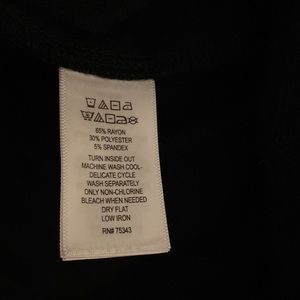 65% RAYON
30% POLYESTER
5% SPANDEX
TURN INSIDE OUT
MACHINE WASH COOL-
DELICATE CYCLE
WASH SEPARATELY
ONLY NON-CHLORINE
BLEACH WHEN NEEDED
DRY FLAT
LOW IRON
RN# 75343